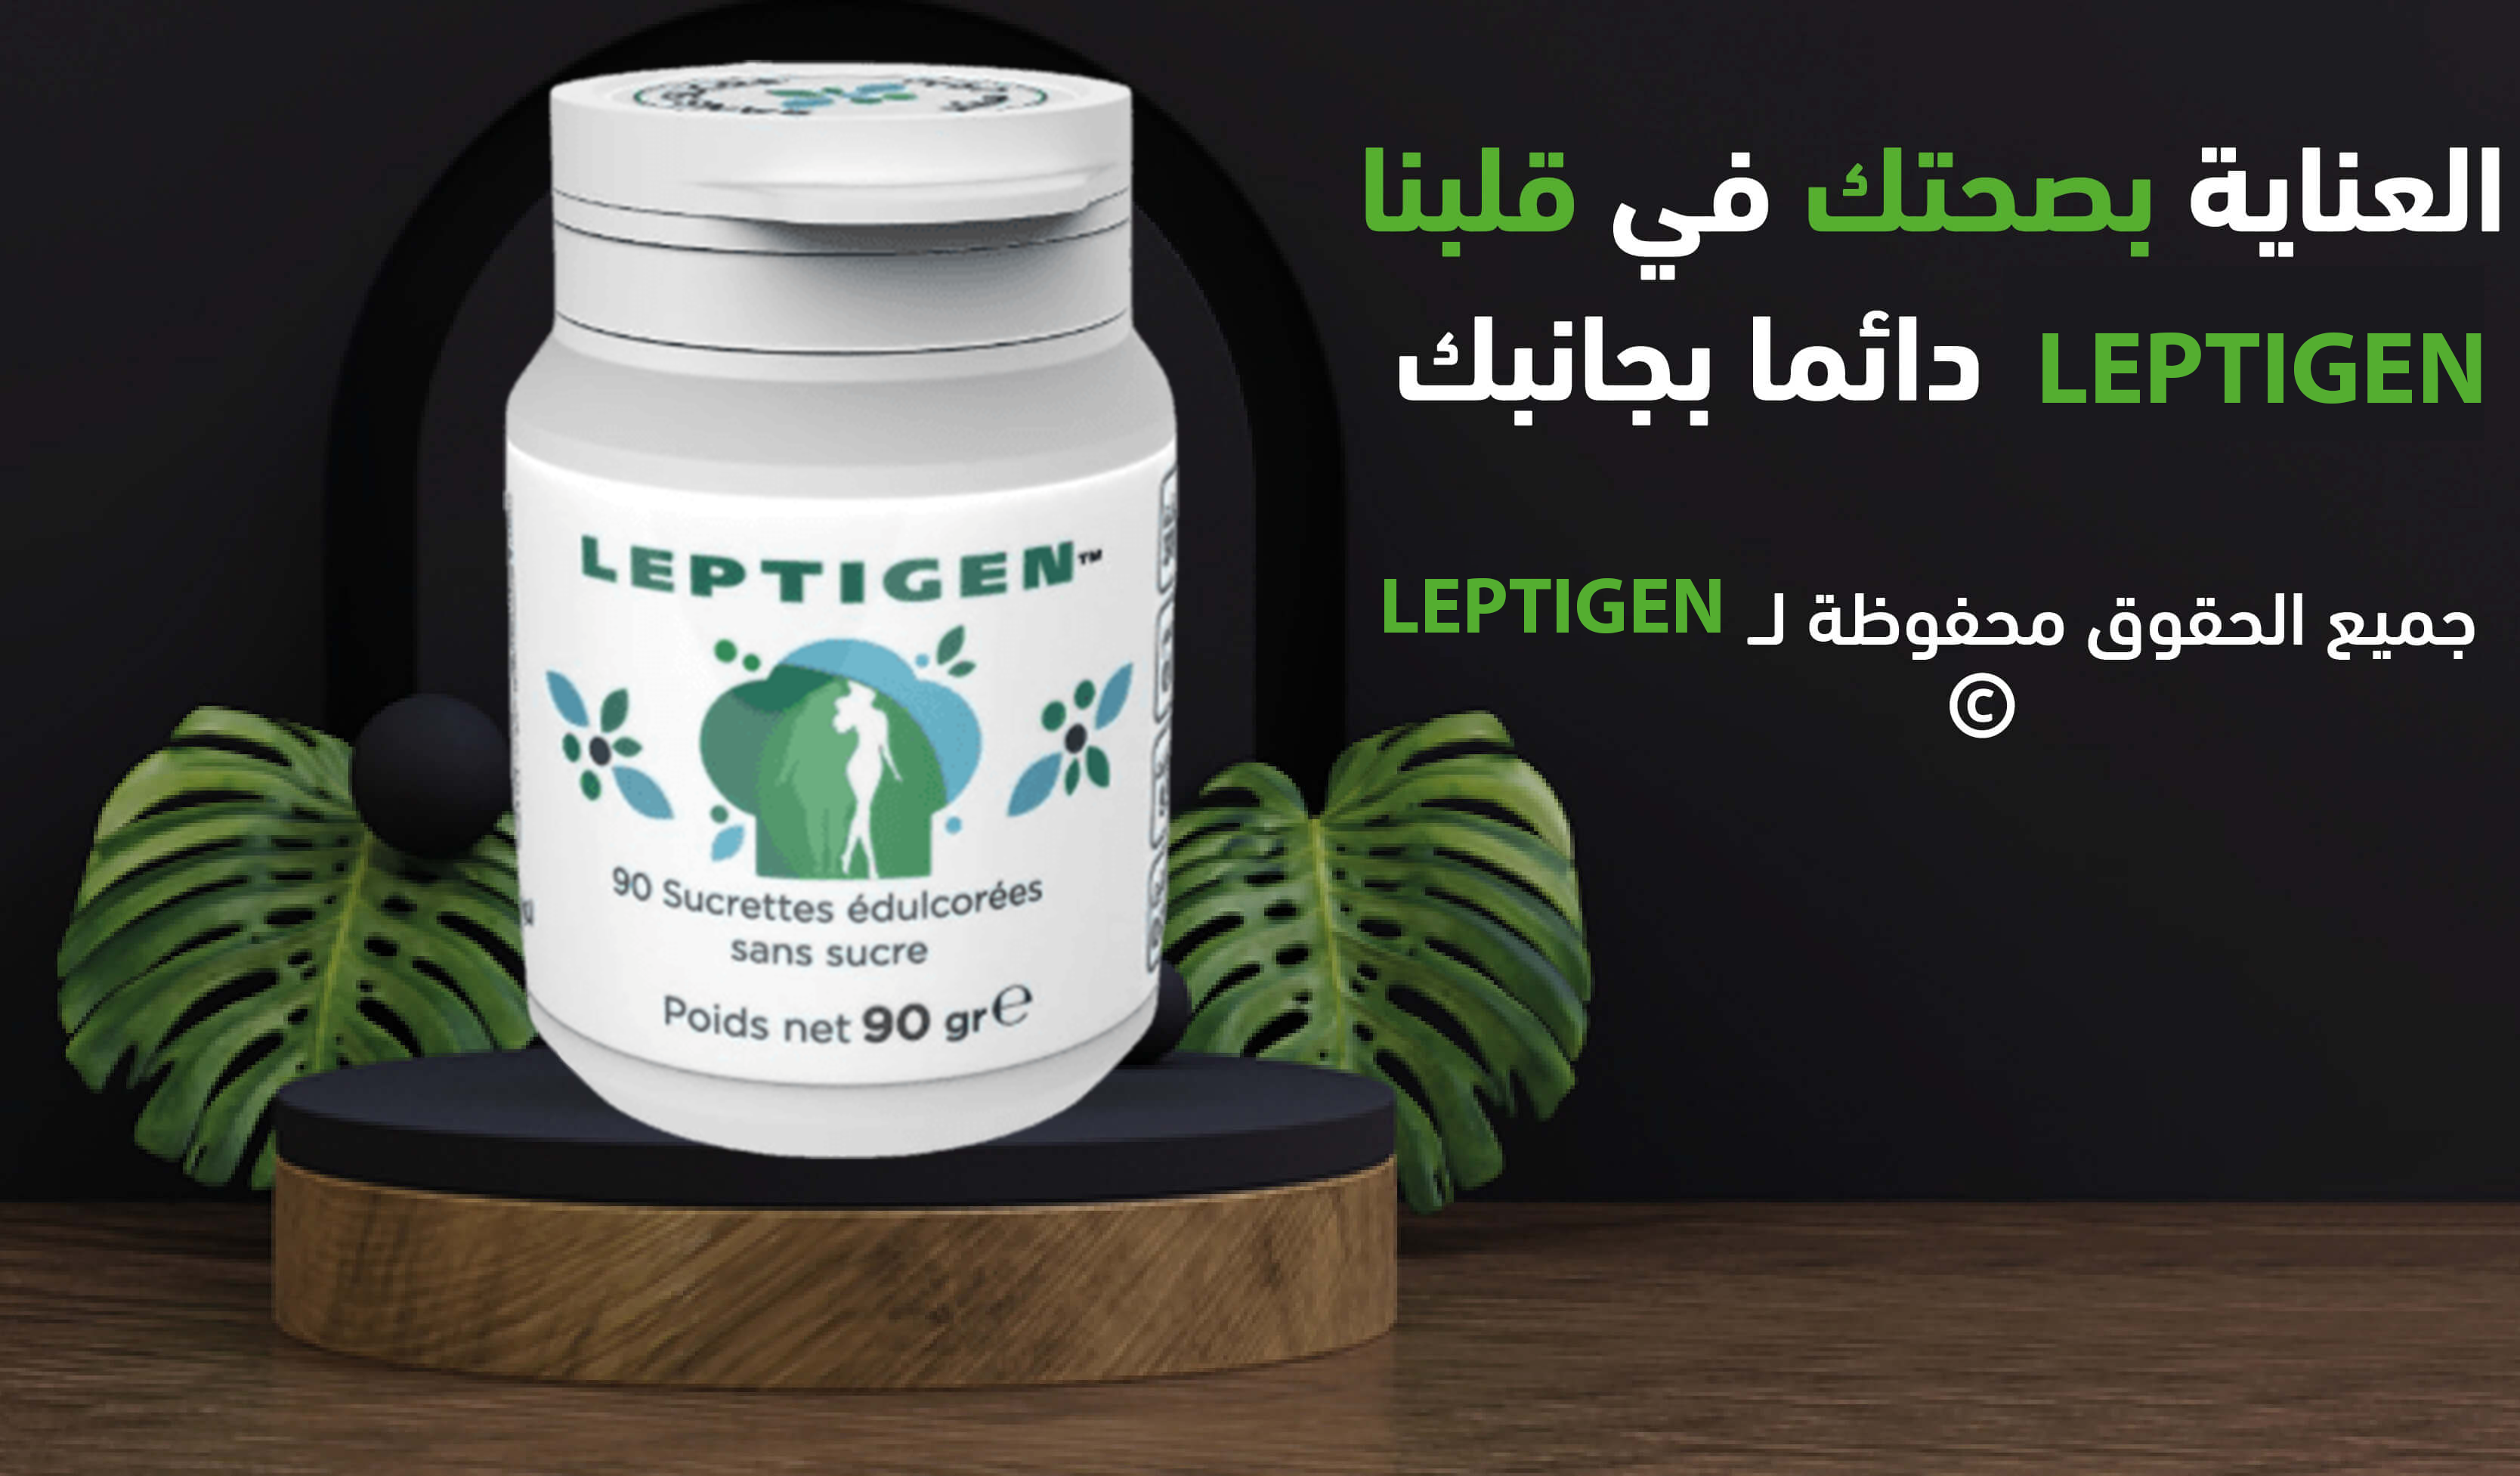 العناية بصحتك في قلبنا
LEPTIGEN دائما بجانبك
جميع الحقوق محفوظة لـ LEPTIGEN
©
LEPTIGEN™
90 Sucrettes édulcorées
sans sucre
Poids net 90 gr℮